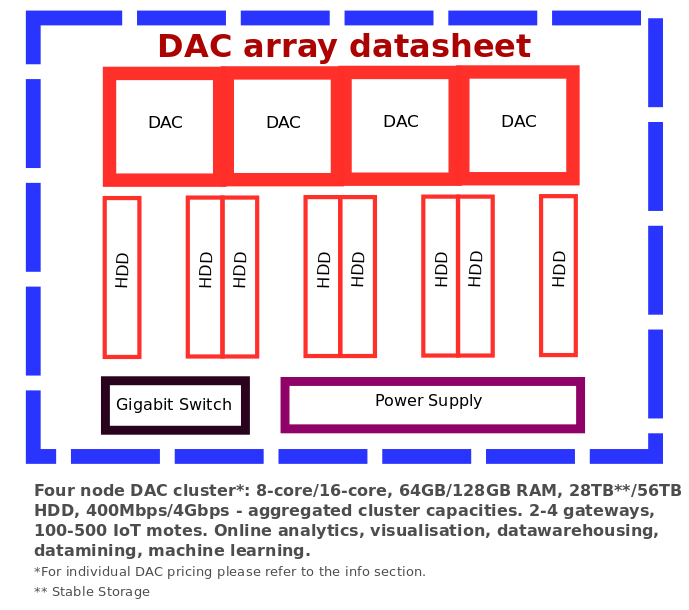 DAC array datasheet
DAC DAC DAC DAC
HDD HDD HDD HDD HDD HDD HDD HDD
Gigabit Switch Power Supply
Four node DAC cluster*: 8-core/16-core, 64GB/128GB RAM, 28TB**/56TB
HDD, 400Mbps/4Gbps - aggregated cluster capacities. 2-4 gateways,
100-500 IoT motes. Online analytics, visualisation, datawarehousing,
datamining, machine learning.
*For individual DAC pricing please refer to the info section.
** Stable Storage